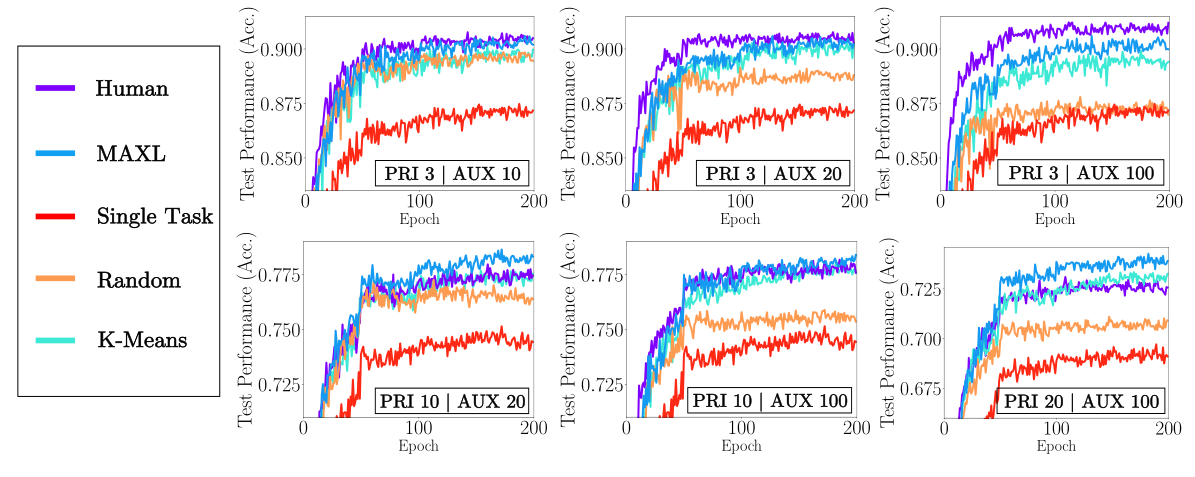 Human
MAXL
Single Task
Random
K-Means
Test Performance (Acc.)
0.900
0.875
0.850
PRI 3 | AUX 10
0
100
200
Epoch
Test Performance (Acc.)
0.900
0.875
0.850
PRI 3 | AUX 20
0
100
200
Epoch
Test Performance (Acc.)
0.900
0.875
0.850
PRI 3 | AUX 100
0
100
200
Epoch
Test Performance (Acc.)
0.775
0.750
0.725
PRI 10 | AUX 20
0
100
200
Epoch
Test Performance (Acc.)
0.775
0.750
0.725
PRI 10 | AUX 100
0
100
200
Epoch
Test Performance (Acc.)
0.725
0.700
0.675
PRI 20 | AUX 100
0
100
200
Epoch